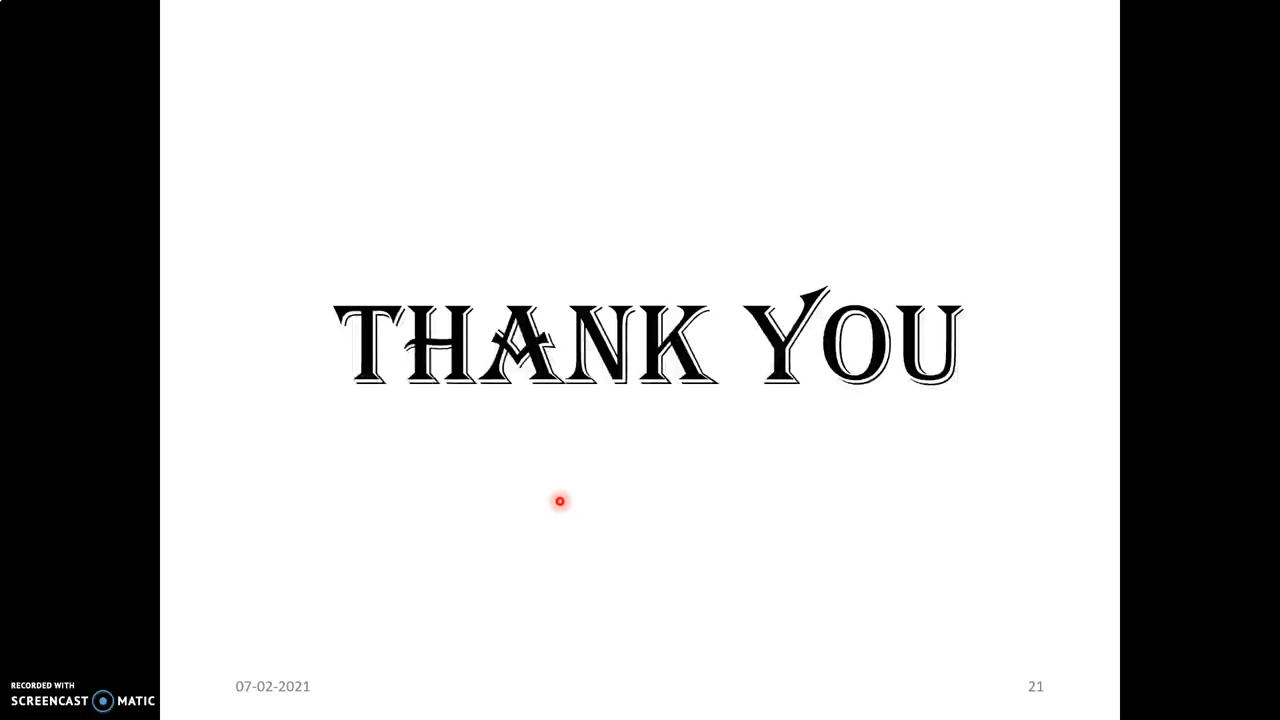 THANK YOU
07-02-2021
21
RECORDED WITH
SCREENCAST MATIC